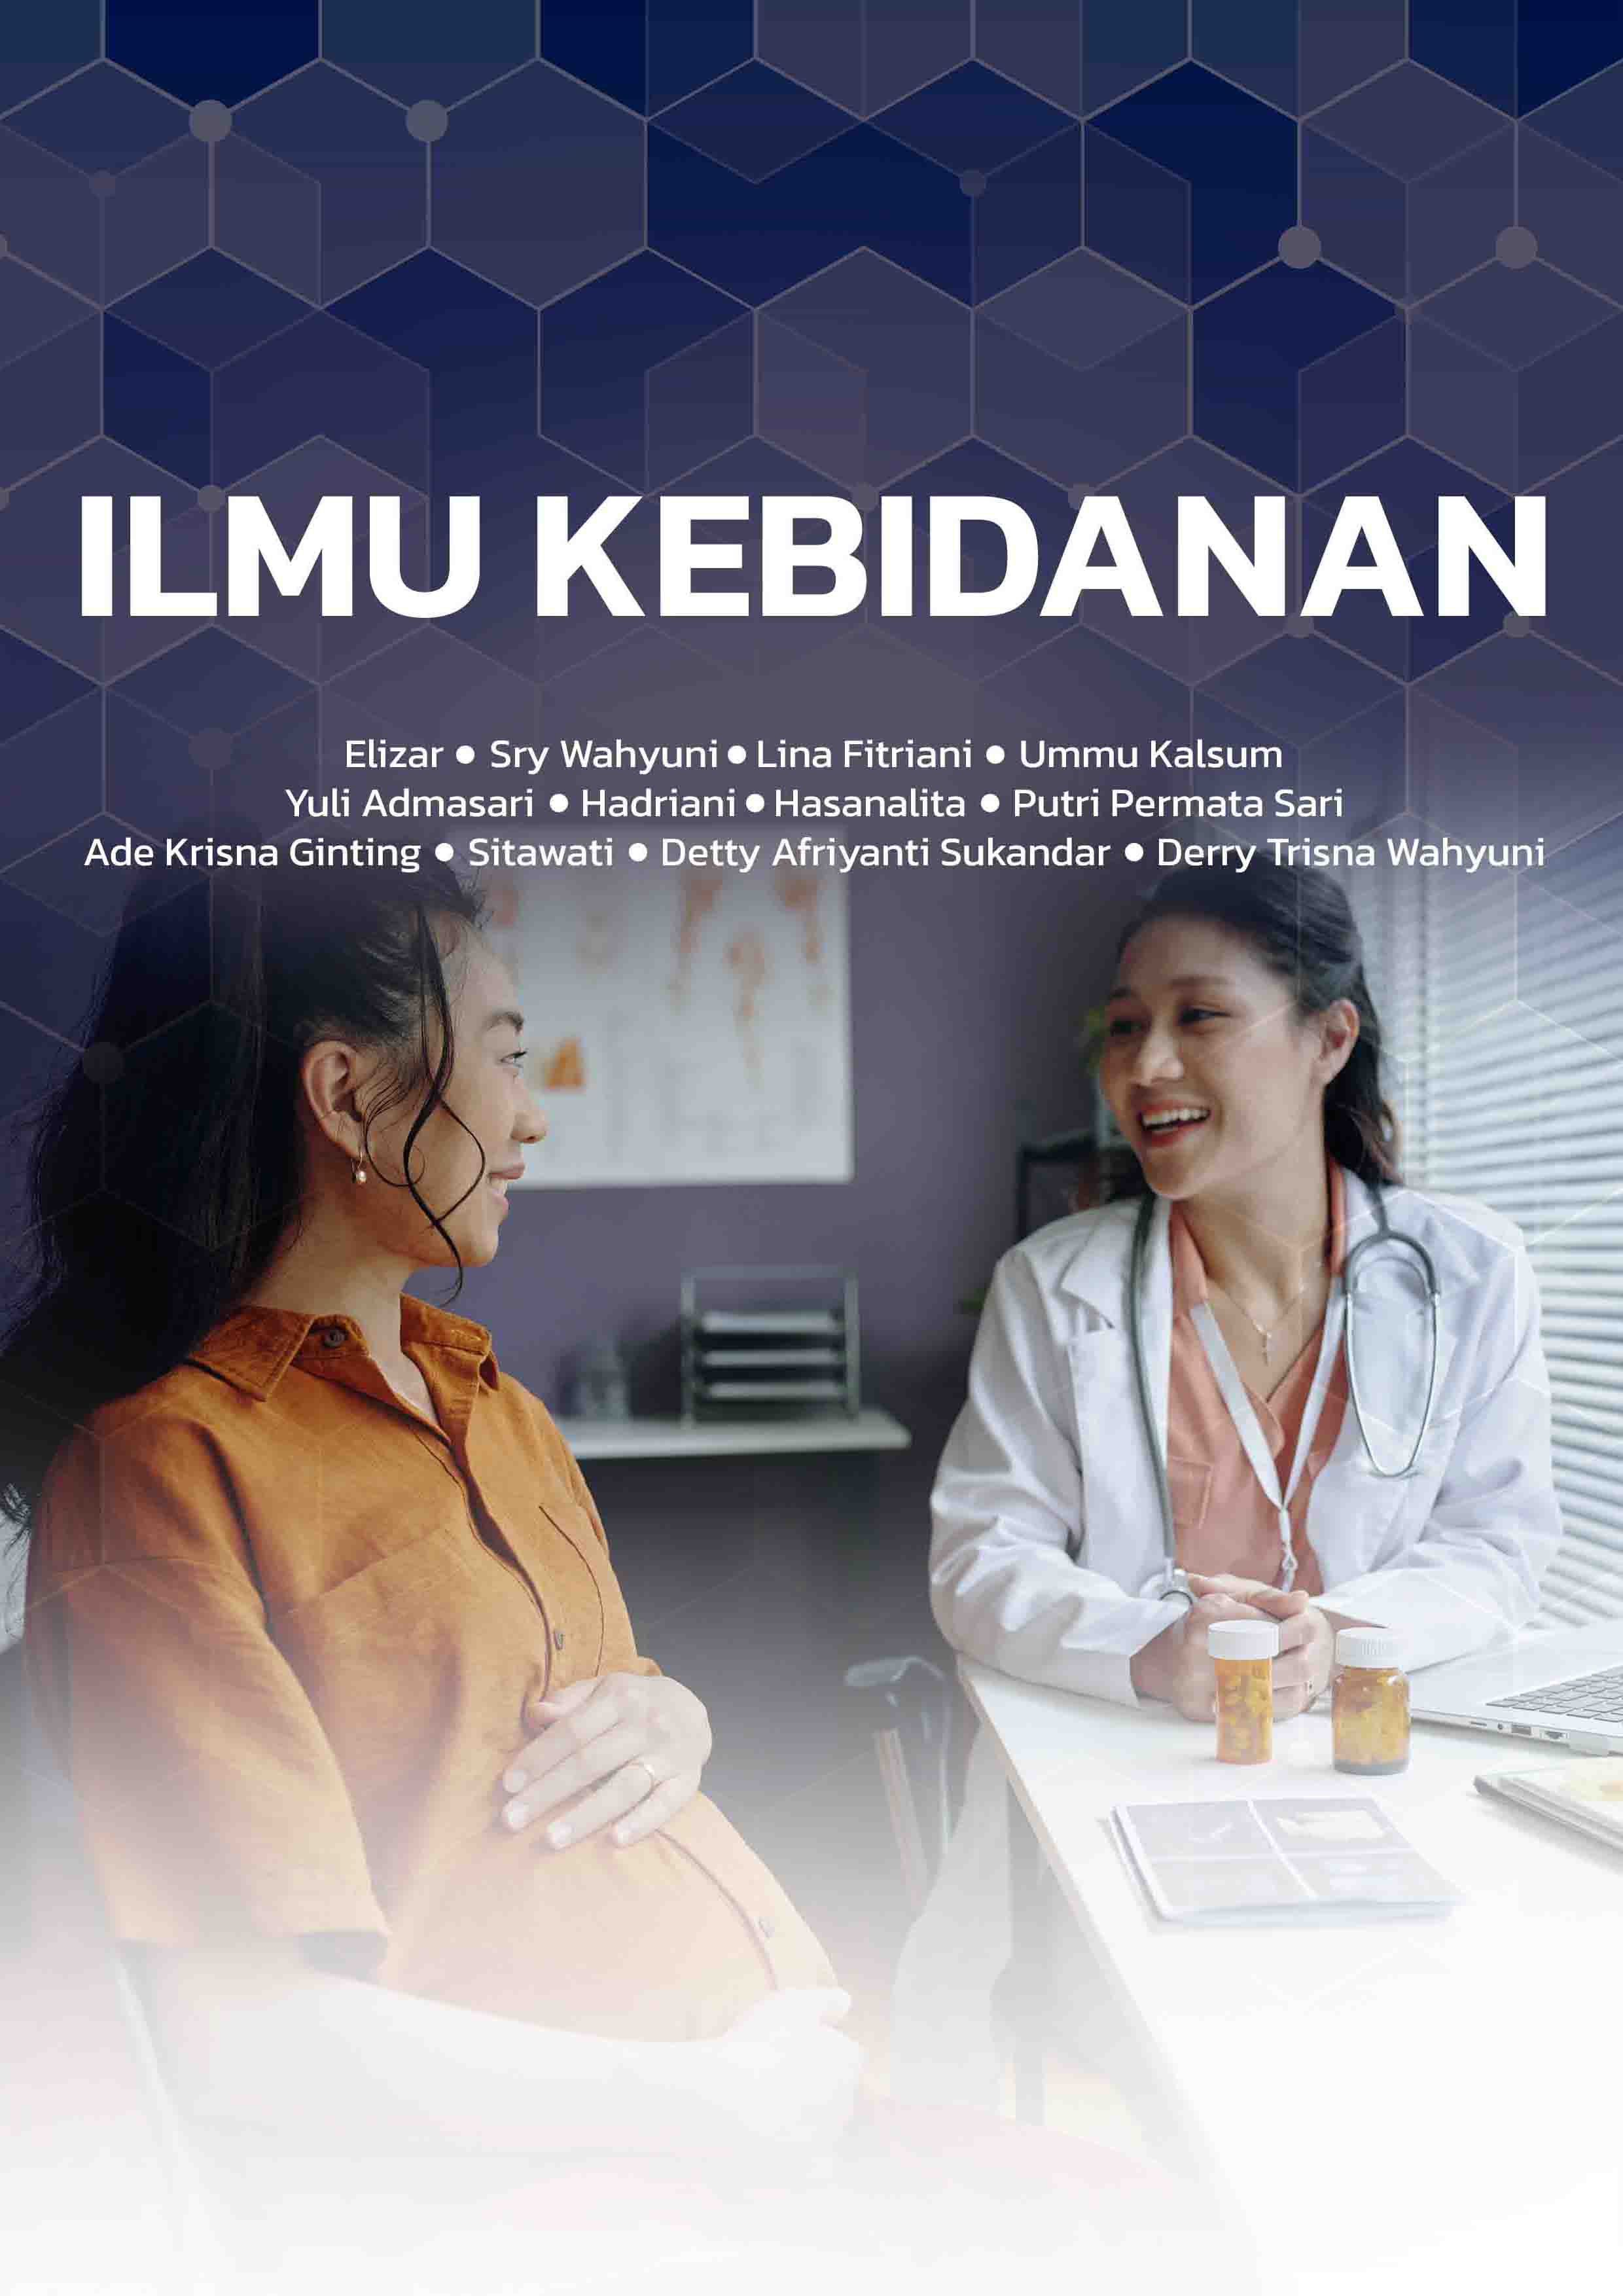 ILMU KEBIDANAN
Elizar ● Sry Wahyuni ● Lina Fitriani ● Ummu Kalsum
Yuli Admasari ● Hadriani ● Hasanalita ● Putri Permata Sari
Ade Krisna Ginting ● Sitawati ● Detty Afriyanti Sukandar ● Derry Trisna Wahyuni